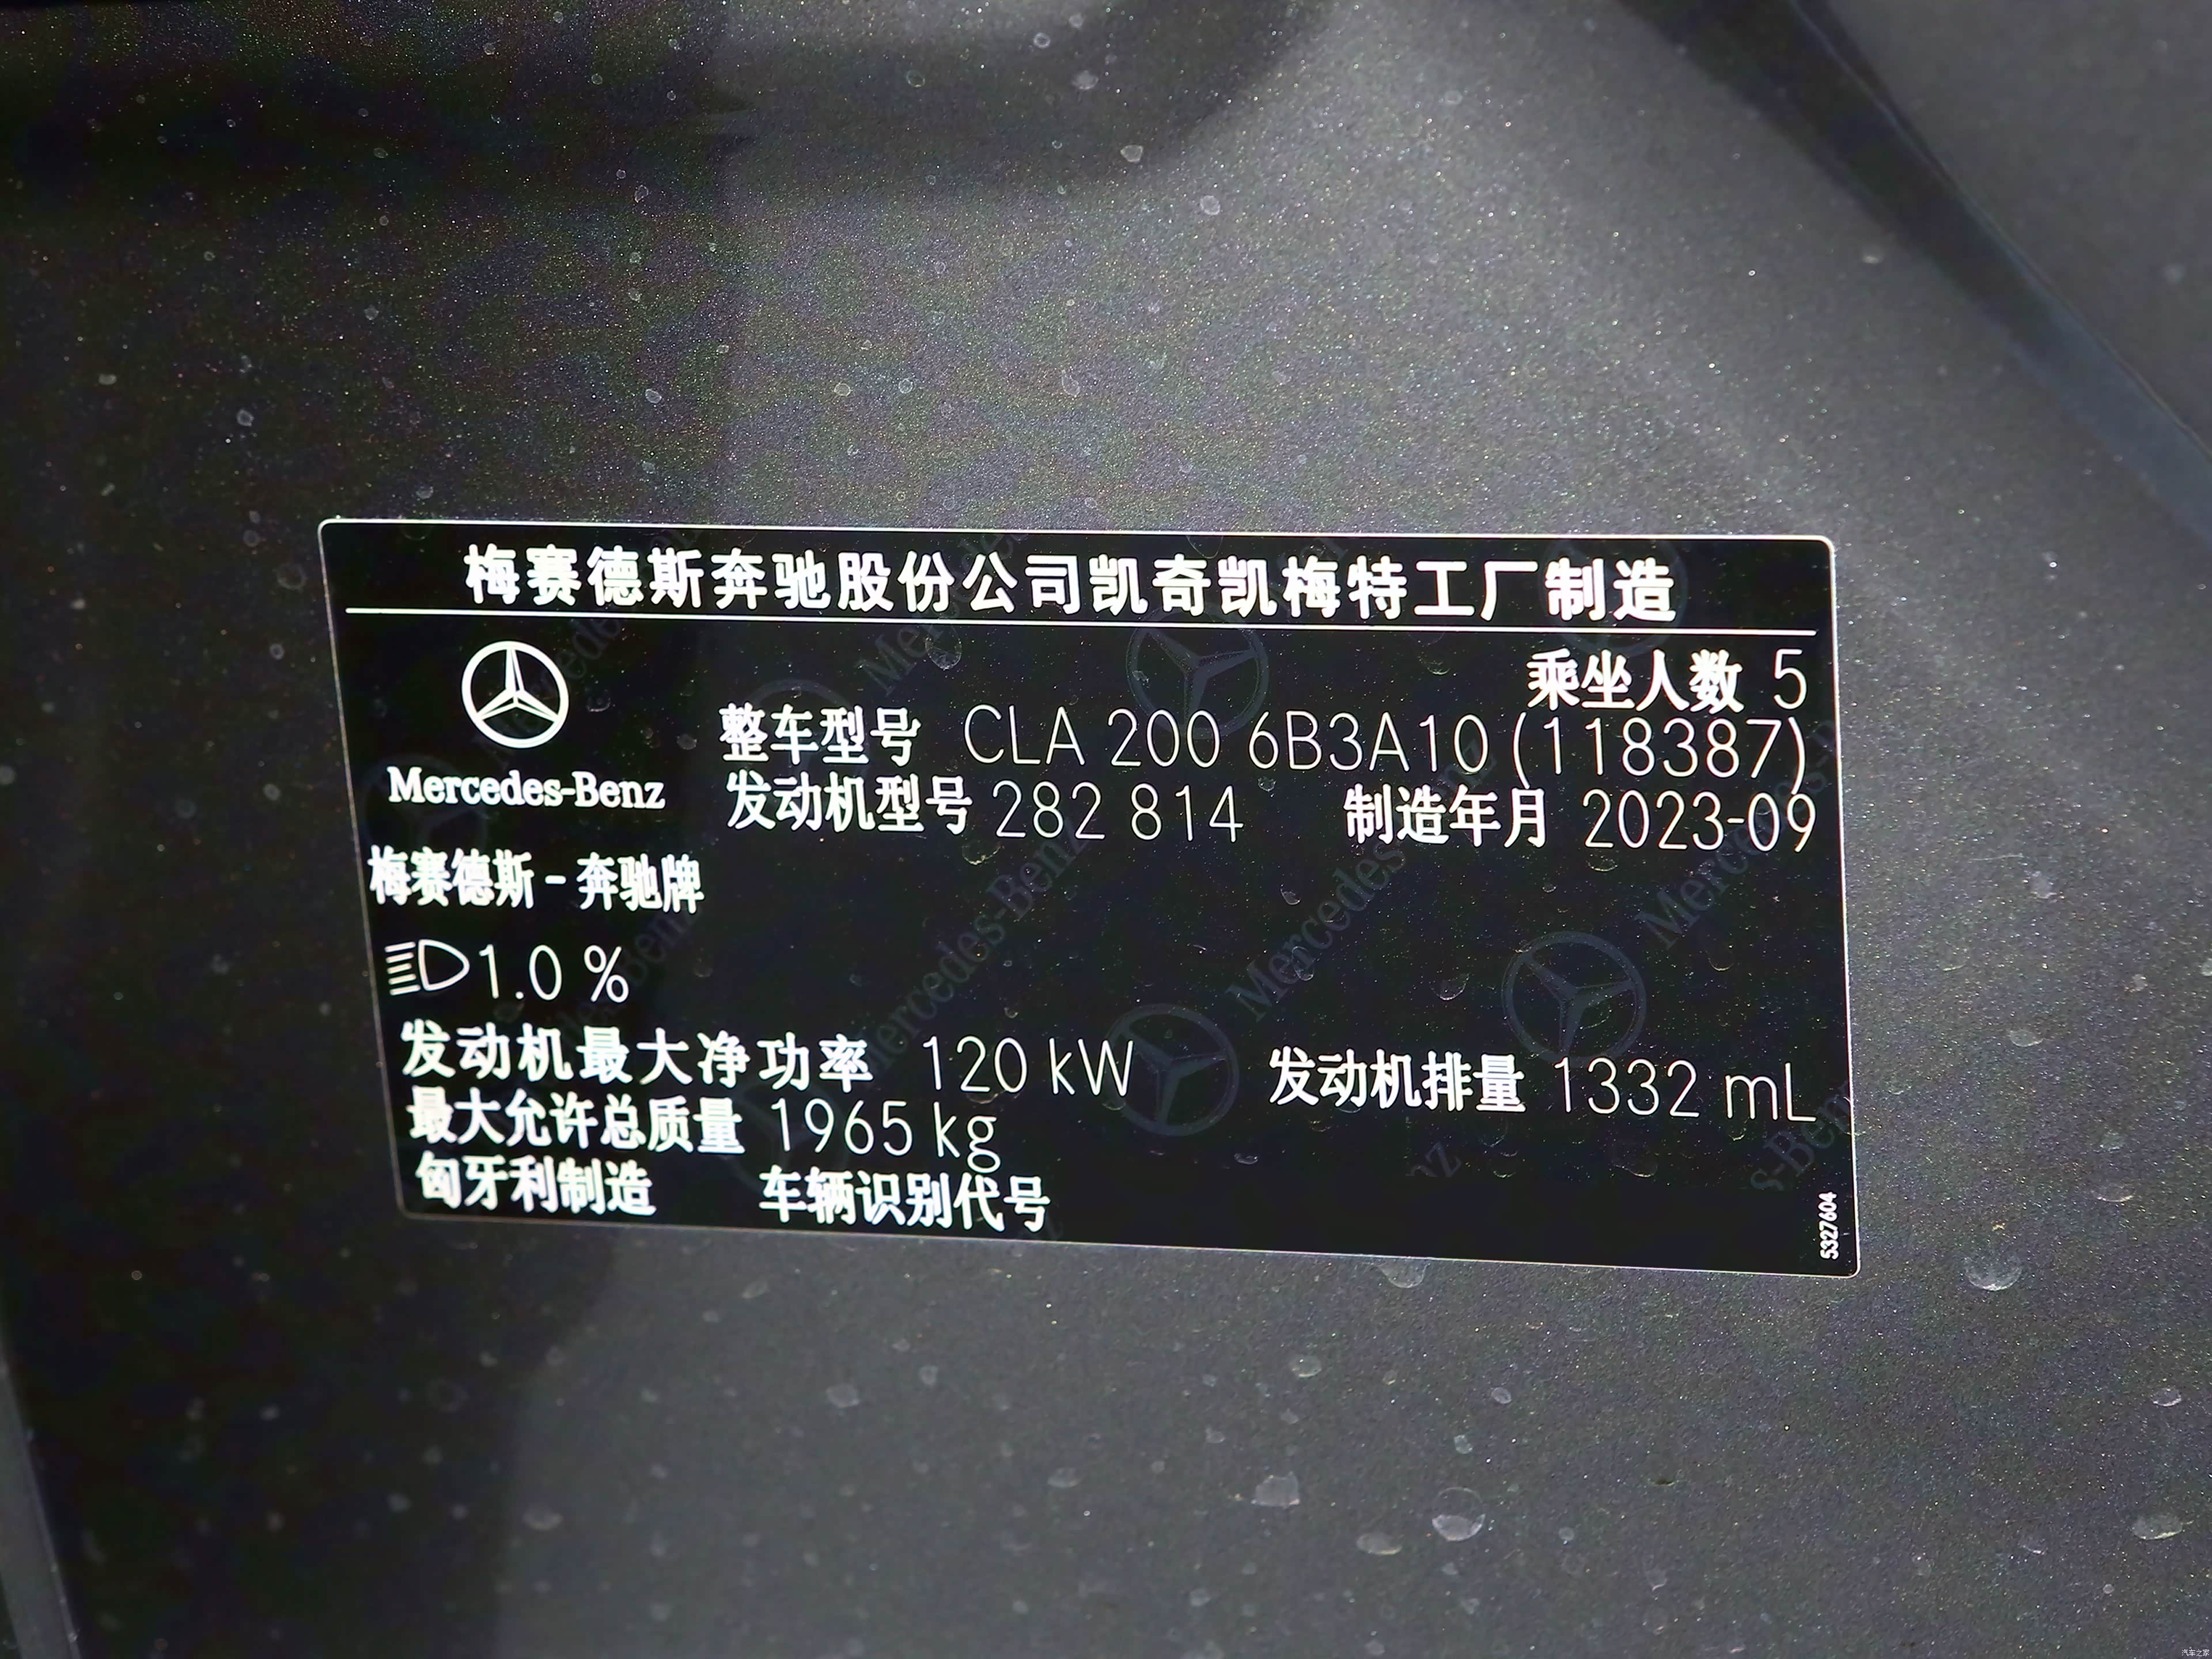 梅赛德斯奔驰股份公司凯奇凯梅特工厂制造
乘坐人数 5
整车型号 CLA 200 6B3A10 (118387)
Mercedes-Benz
发动机型号 282 814 制造年月 2023-09
梅赛德斯 - 奔驰牌
1.0 %
发动机最大净功率 120 kW 发动机排量 1332 mL
最大允许总质量 1965 kg
匈牙利制造 车辆识别代号
5327604
汽车之家